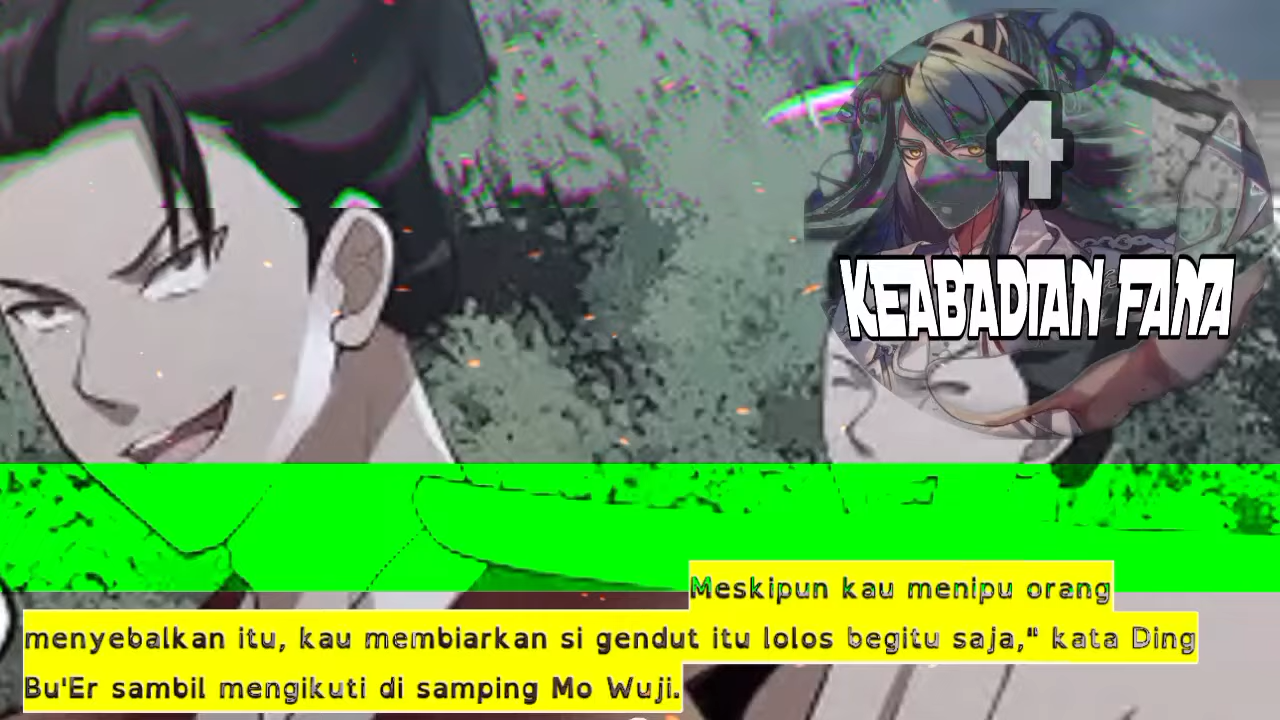 4
KEABADIAN FANA
Meskipun kau menipu orang
menyebalkan itu, kau membiarkan si gendut itu lolos begitu saja," kata Ding
Bu'Er sambil mengikuti di samping Mo Wuji.